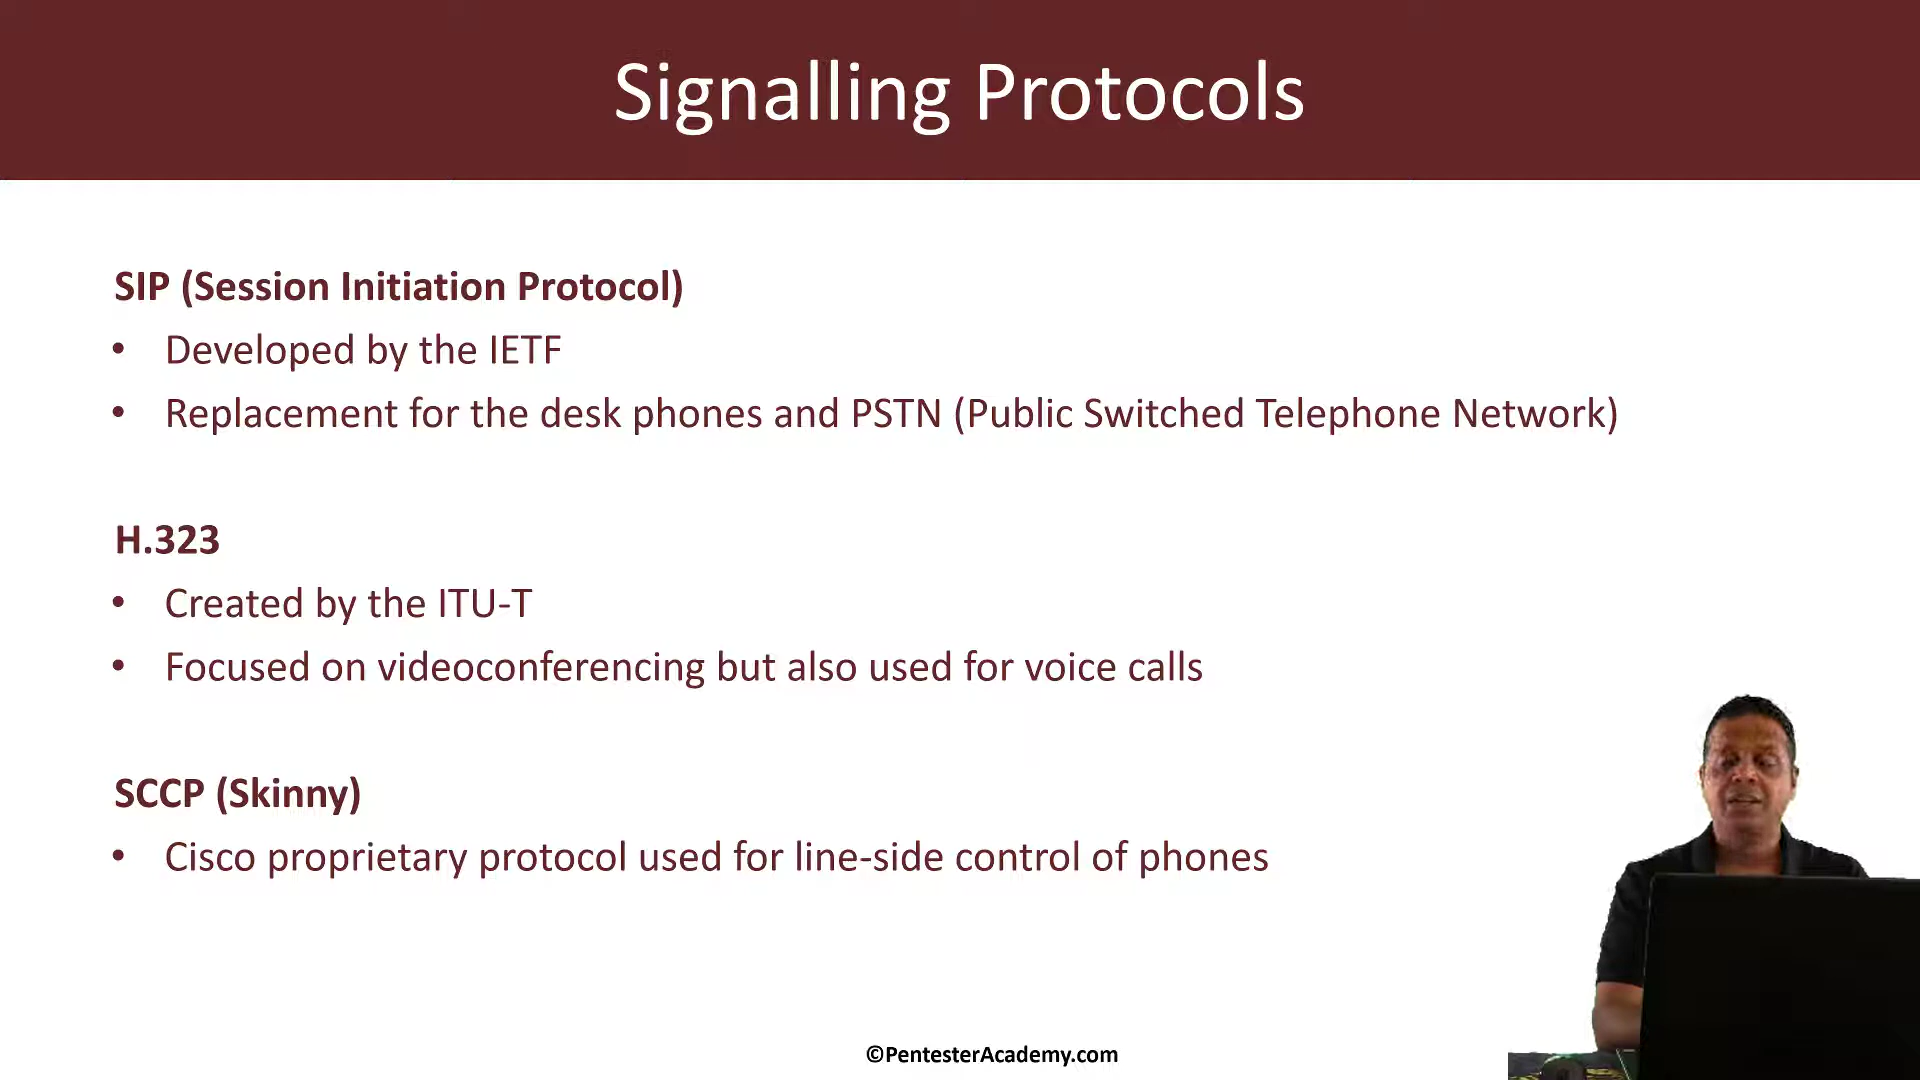 Signalling Protocols
SIP (Session Initiation Protocol)
• Developed by the IETF
• Replacement for the desk phones and PSTN (Public Switched Telephone Network)
H.323
• Created by the ITU-T
• Focused on videoconferencing but also used for voice calls
SCCP (Skinny)
• Cisco proprietary protocol used for line-side control of phones
©PentesterAcademy.com